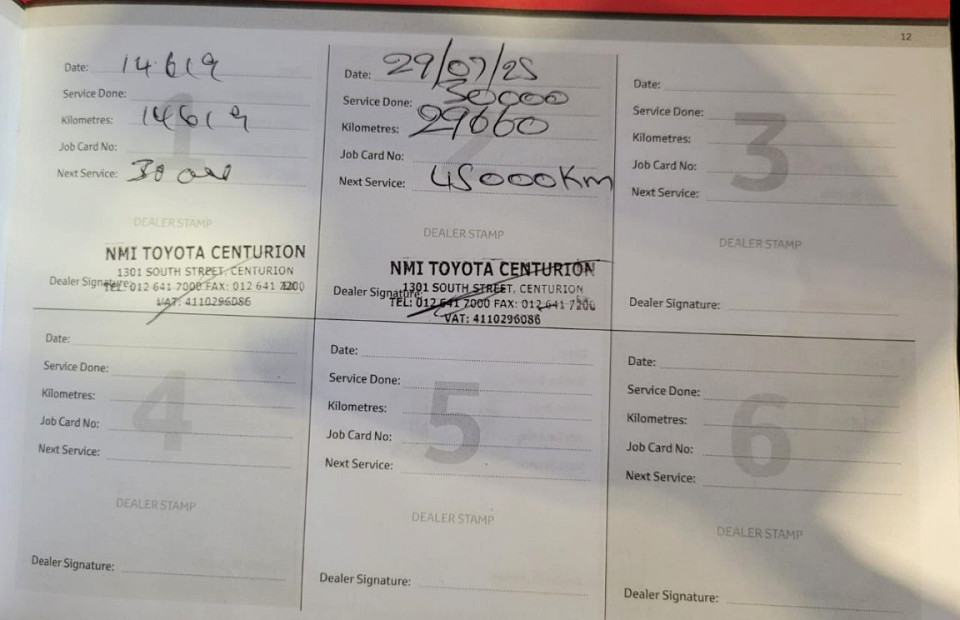 12
Date: 14619
Service Done:
Kilometres: 14619
Job Card No:
Next Service: 30
1
DEALER STAMP
NMI TOYOTA CENTURION
1301 SOUTH STREET, CENTURION
Dealer Signature:
TEL: 012 641 7000 FAX: 012 641 7200
VAT: 4110296086
Date: 29/07/25
Service Done: 30000
Kilometres: 29660
Job Card No:
Next Service: 45000Km
DEALER STAMP
NMI TOYOTA CENTURION
1301 SOUTH STREET, CENTURION
Dealer Signature:
TEL: 012 641 7000 FAX: 012 641 7200
VAT: 4110296086
Date:
Service Done:
Kilometres:
Job Card No:
Next Service:
3
DEALER STAMP
Dealer Signature:
Date:
Service Done:
Kilometres:
Job Card No:
Next Service:
4
DEALER STAMP
Dealer Signature:
Date:
Service Done:
Kilometres:
Job Card No:
Next Service:
5
DEALER STAMP
Dealer Signature:
Date:
Service Done:
Kilometres:
Job Card No:
Next Service:
6
DEALER STAMP
Dealer Signature: